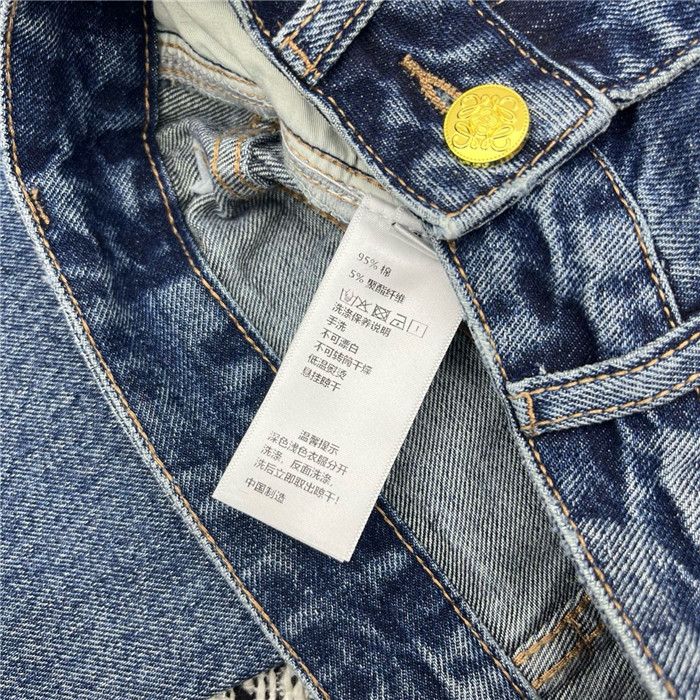 95% 棉
5% 聚酯纤维
洗涤保养说明
手洗
不可漂白
不可转筒干燥
低温熨烫
悬挂晾干
温馨提示
深色浅色衣服分开
洗涤，反面洗涤，
洗后立即取出晾干！
中国制造